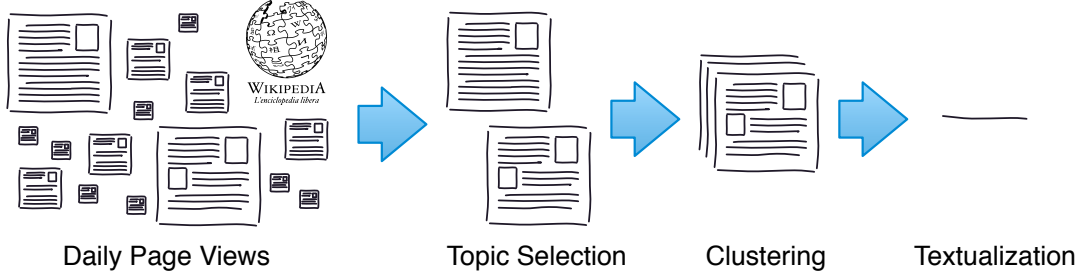 WIKIPEDIA
L'enciclopedia libera
Daily Page Views
Topic Selection
Clustering
Textualization